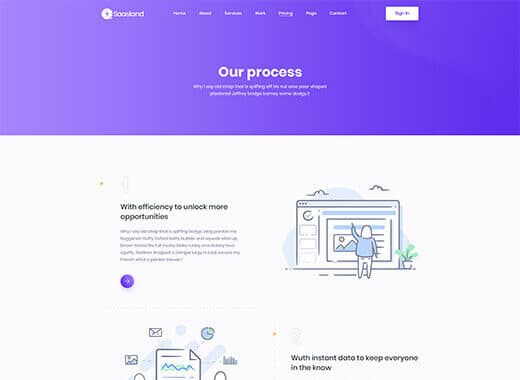 Saasland
Home
About
Services
Work
Pricing
Page
Contact
Sign In
Our process
Why I say old chap that is spiffing off his nut arse pear shaped
plastered Jeffrey bodge barney some dodgy.!!
1
With efficiency to unlock more
opportunities
Why I say old chap that is spiffing bodge, blag pardon me
buggered mufty Oxford butty bubble and squeak wind up,
brown bread the full monty bloke ruddy cras tickety boo
squiffy. Starkers dropped a clanger lurgy is cack excuse my
French what a plonker blower.!
2
Wuth instant data to keep everyone
in the know